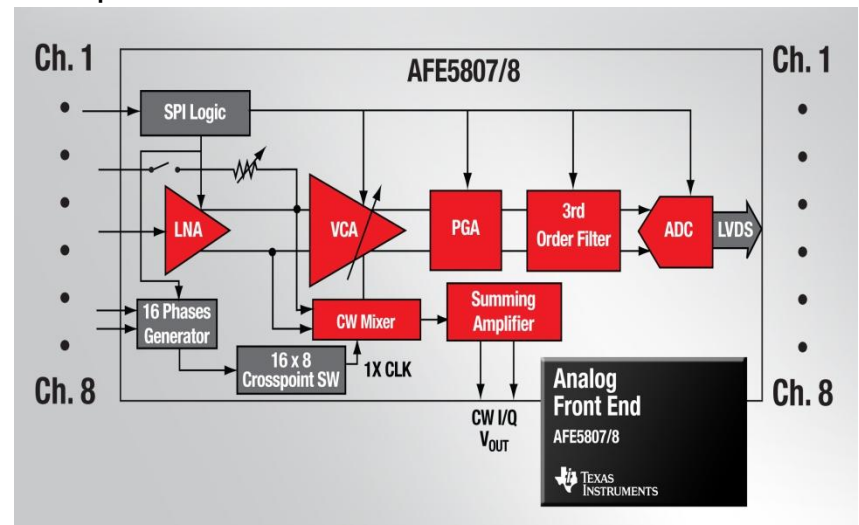 Ch. 1
AFE5807/8
Ch. 1
SPI Logic
LNA
VCA
PGA
3rd
Order Filter
ADC
LVDS
16 Phases
Generator
CW Mixer
Summing
Amplifier
16 x 8
Crosspoint SW
1X CLK
Ch. 8
CW I/Q
VOUT
Analog
Front End
AFE5807/8
TEXAS
INSTRUMENTS
Ch. 8